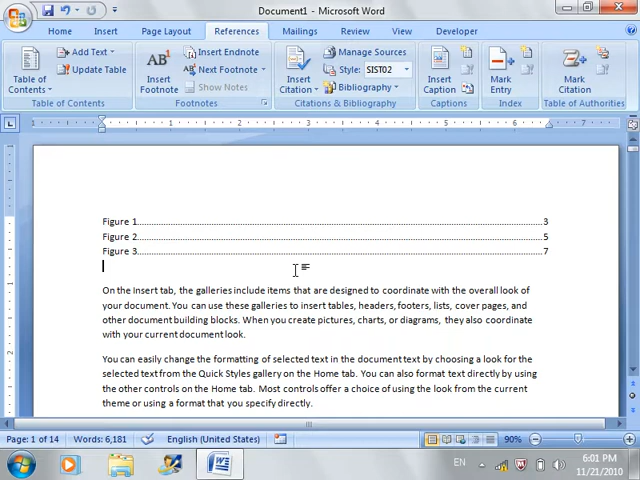 Document1 - Microsoft Word
Home Insert Page Layout References Mailings Review View Developer
Table of Contents
Add Text
Update Table
Table of Contents
AB1
Insert Footnote
Insert Endnote
Next Footnote
Show Notes
Footnotes
Insert Citation
Manage Sources
Style: SIST02
Bibliography
Citations & Bibliography
Insert Caption
Captions
Mark Entry
Index
Mark Citation
Table of Authorities
1 1 2 3 4 5 6 7
Figure 1 3
Figure 2 5
Figure 3 7
On the Insert tab, the galleries include items that are designed to coordinate with the overall look of
your document. You can use these galleries to insert tables, headers, footers, lists, cover pages, and
other document building blocks. When you create pictures, charts, or diagrams, they also coordinate
with your current document look.
You can easily change the formatting of selected text in the document text by choosing a look for the
selected text from the Quick Styles gallery on the Home tab. You can also format text directly by using
the other controls on the Home tab. Most controls offer a choice of using the look from the current
theme or using a format that you specify directly.
Page: 1 of 14 Words: 6,181 English (United States) 90%
EN 6:01 PM
11/21/2010